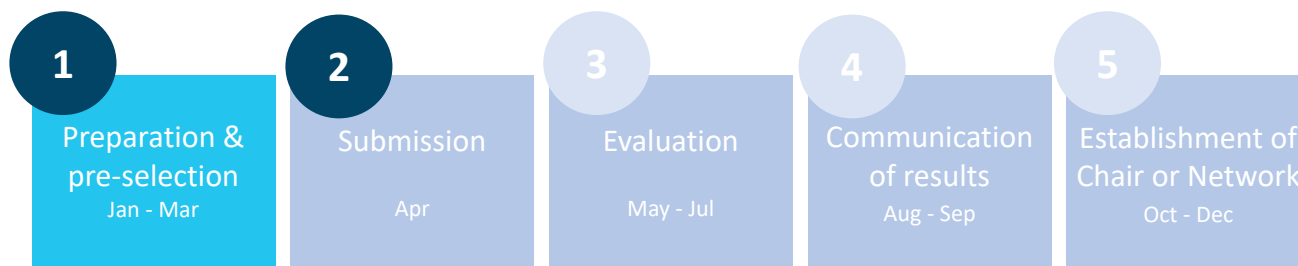 1
Preparation &
pre-selection
Jan - Mar
2
Submission
Apr
3
Evaluation
May - Jul
4
Communication
of results
Aug - Sep
5
Establishment of
Chair or Network
Oct - Dec